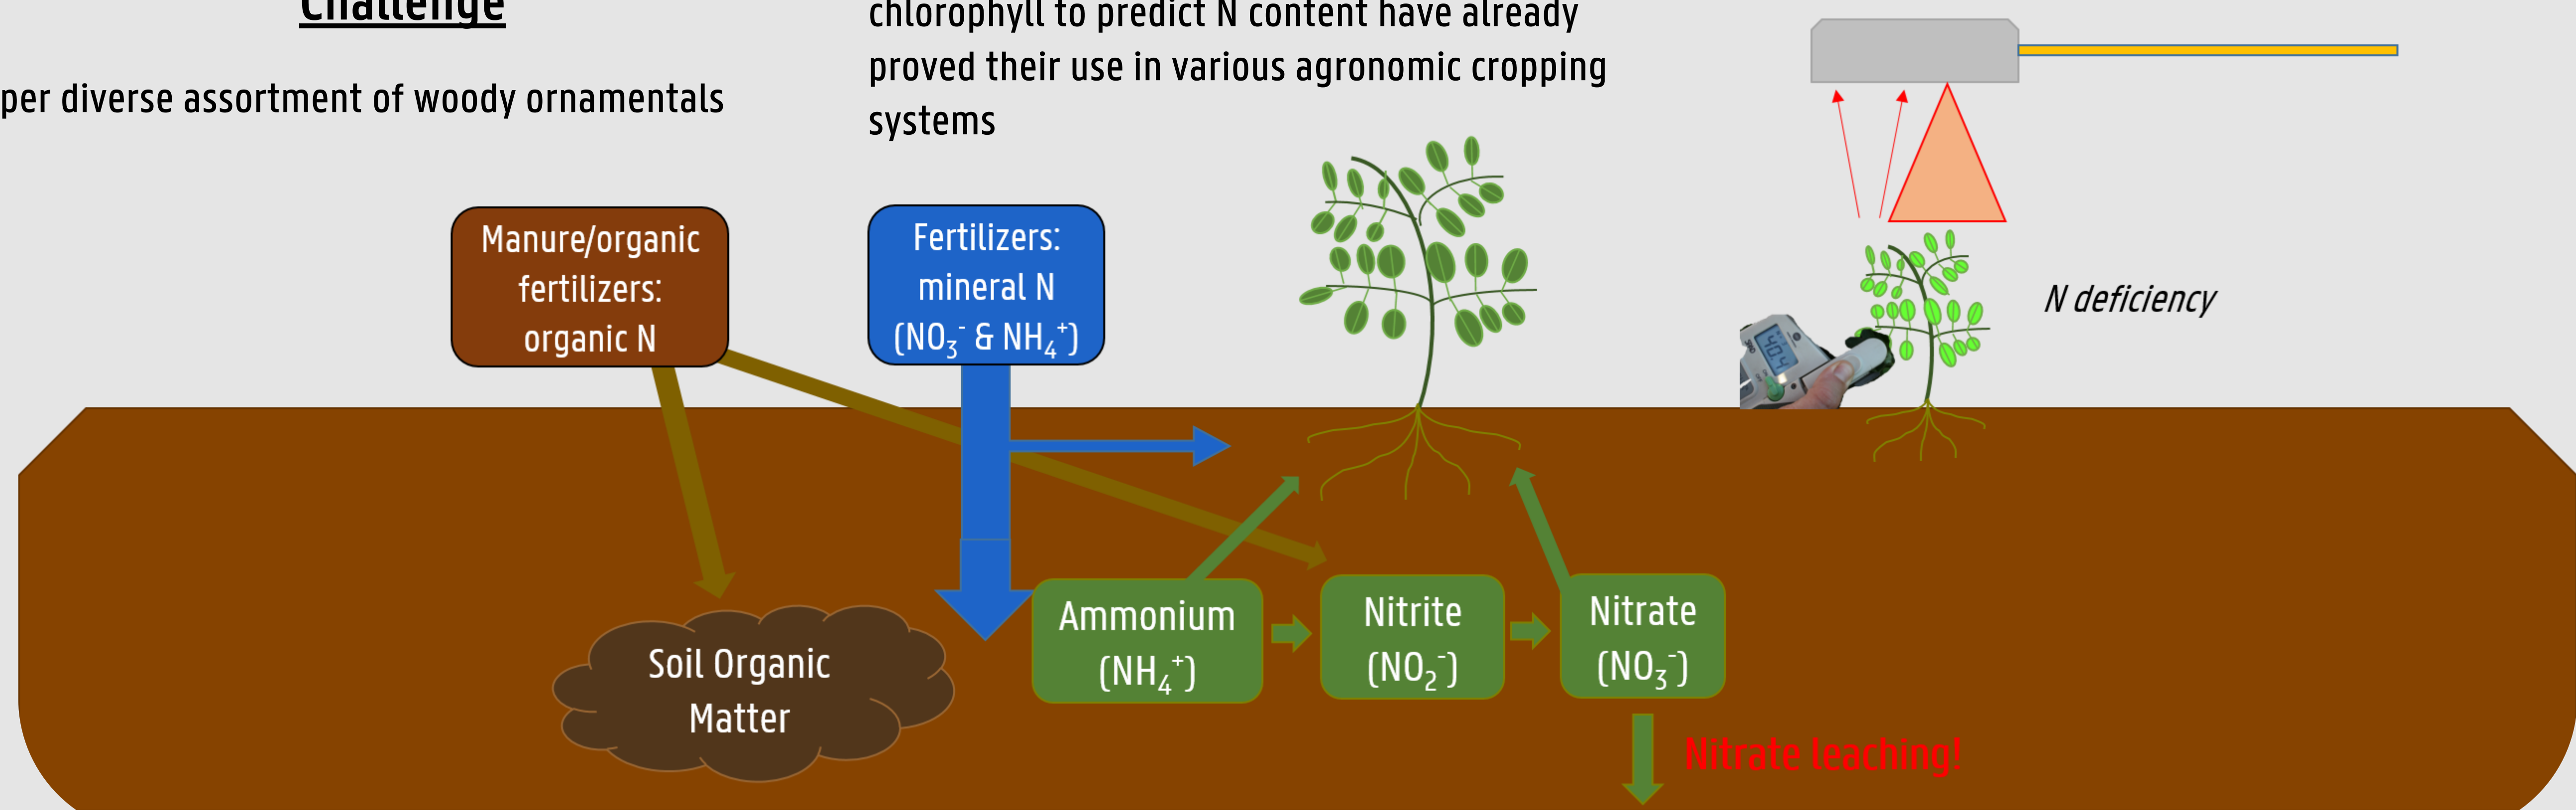 Challenge
per diverse assortment of woody ornamentals
chlorophyll to predict N content have already
proved their use in various agronomic cropping
systems
Manure/organic
fertilizers:
organic N
Fertilizers:
mineral N
(NO₃⁻ & NH₄⁺)
N deficiency
40.4
Soil Organic
Matter
Ammonium
(NH₄⁺)
Nitrite
(NO₂⁻)
Nitrate
(NO₃⁻)
Nitrate leaching!